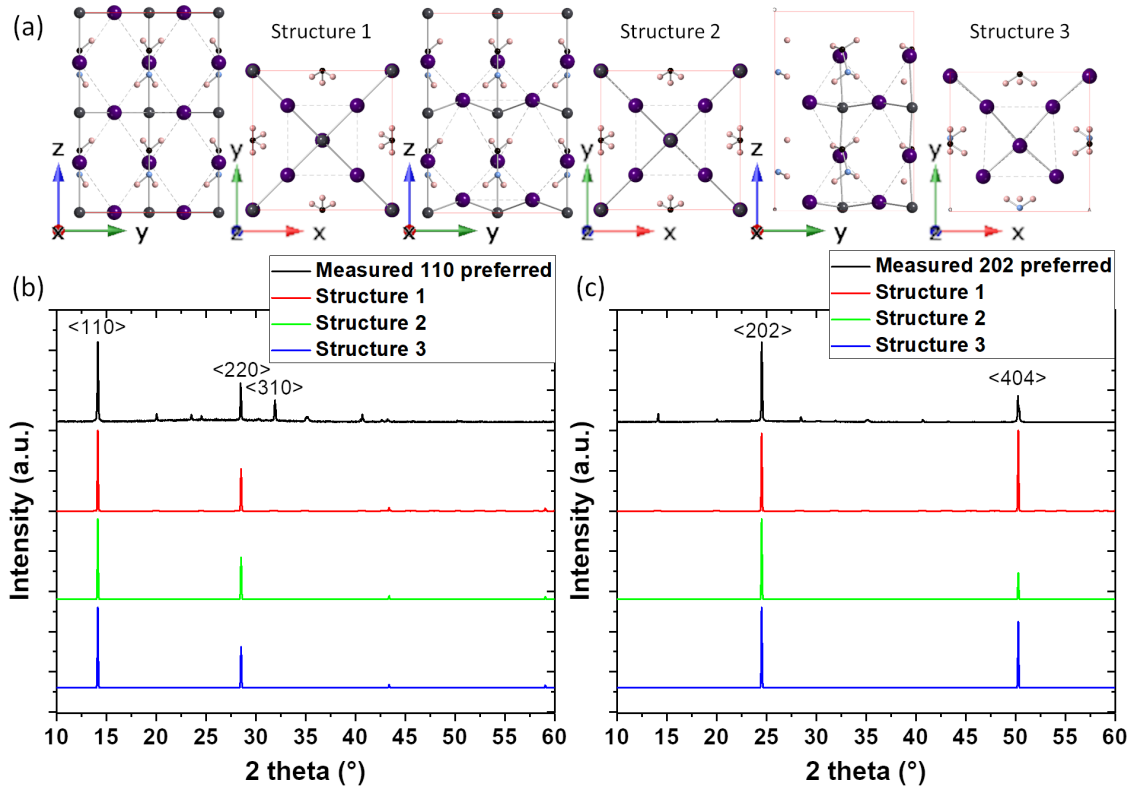 (a)
Structure 1
Structure 2
Structure 3
z
x
y
y
z
x
z
x
y
y
z
x
z
x
y
y
z
x
(b)
Measured 110 preferred
Structure 1
Structure 2
Structure 3
<110>
<220>
<310>
Intensity (a.u.)
10 15 20 25 30 35 40 45 50 55 60
2 theta (°)
(c)
Measured 202 preferred
Structure 1
Structure 2
Structure 3
<202>
<404>
Intensity (a.u.)
10 15 20 25 30 35 40 45 50 55 60
2 theta (°)